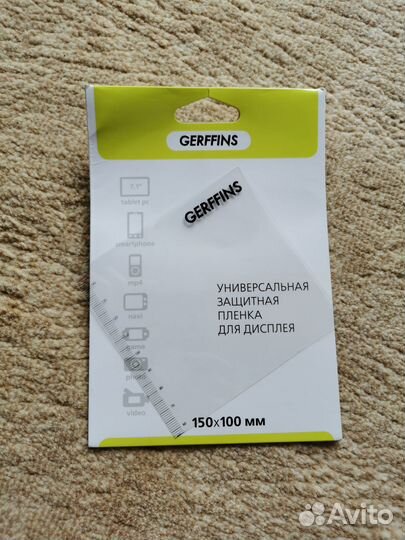 GERFFINS
7.1"
tablet pc
GERFFINS
smartphone
mp4
navi
game
photo
video
УНИВЕРСАЛЬНАЯ
ЗАЩИТНАЯ
ПЛЕНКА
ДЛЯ ДИСПЛЕЯ
150x100 мм
Avito